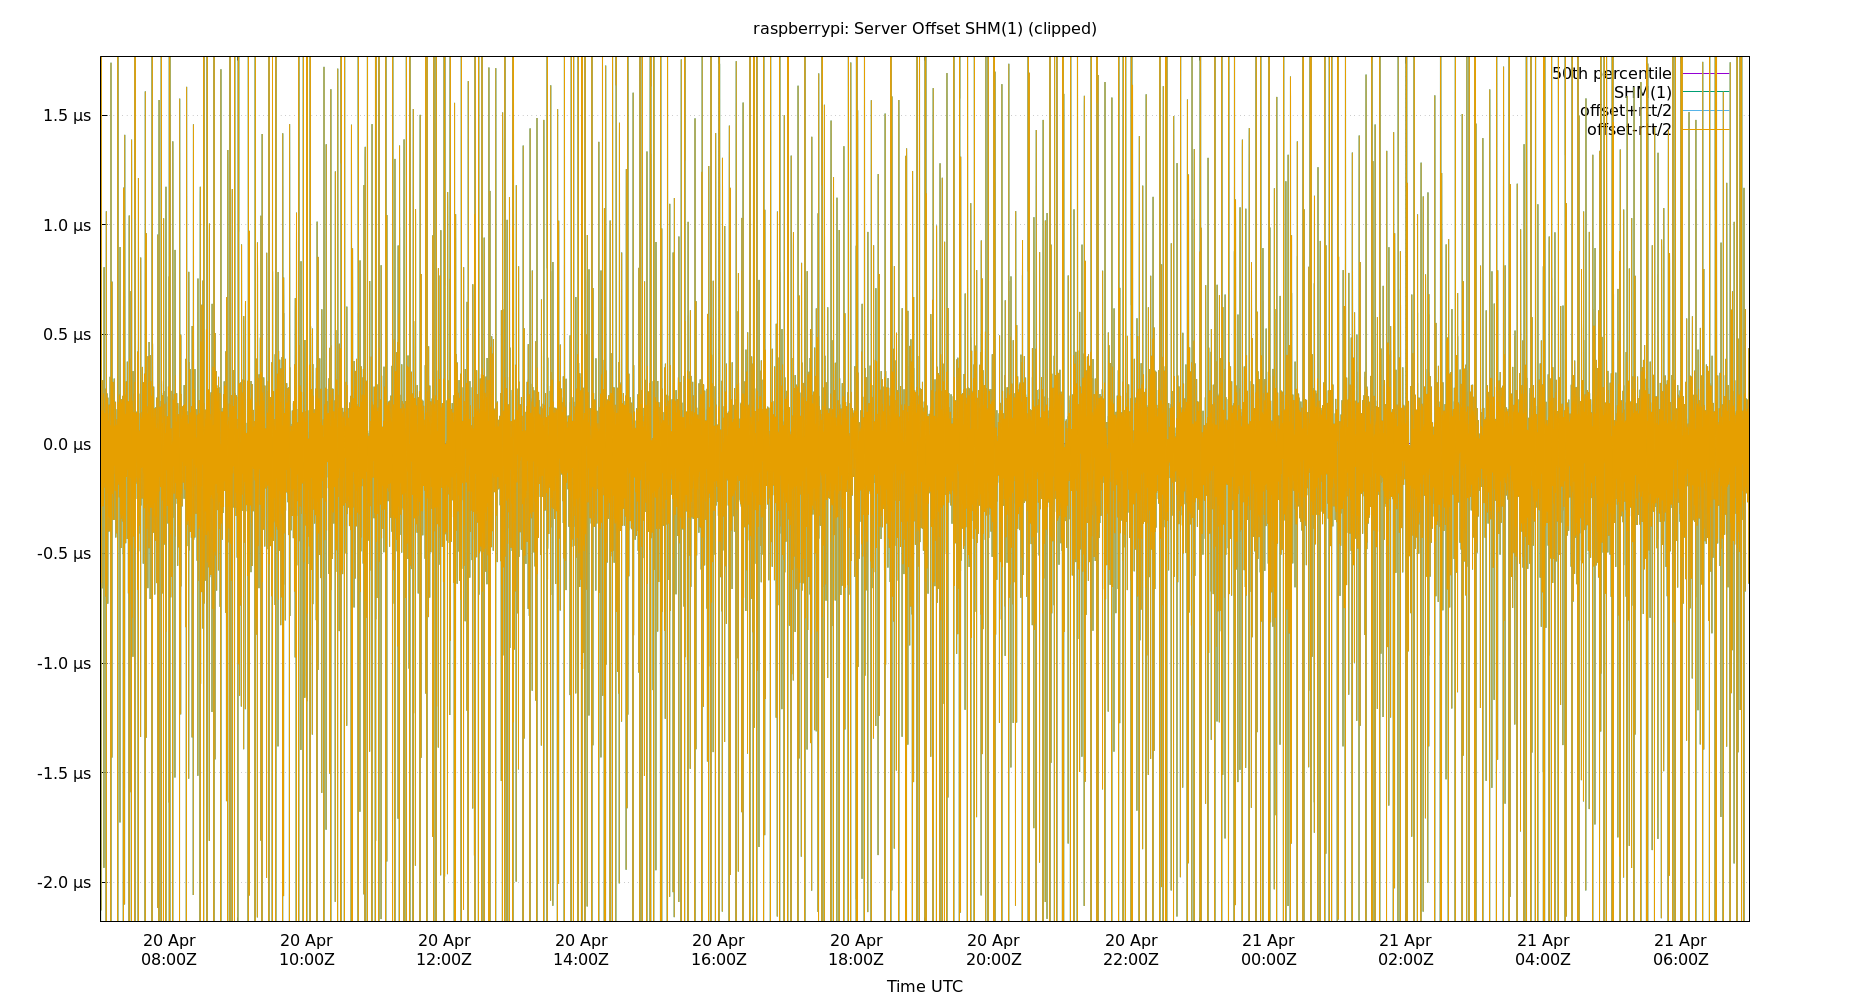 raspberrypi: Server Offset SHM(1) (clipped)
50th percentile
SHM(1)
offset+rtt/2
offset-rtt/2
1.5 µs
1.0 µs
0.5 µs
0.0 µs
-0.5 µs
-1.0 µs
-1.5 µs
-2.0 µs
20 Apr 20 Apr 20 Apr 20 Apr 20 Apr 20 Apr 20 Apr 20 Apr 21 Apr 21 Apr 21 Apr 21 Apr
08:00Z 10:00Z 12:00Z 14:00Z 16:00Z 18:00Z 20:00Z 22:00Z 00:00Z 02:00Z 04:00Z 06:00Z
Time UTC